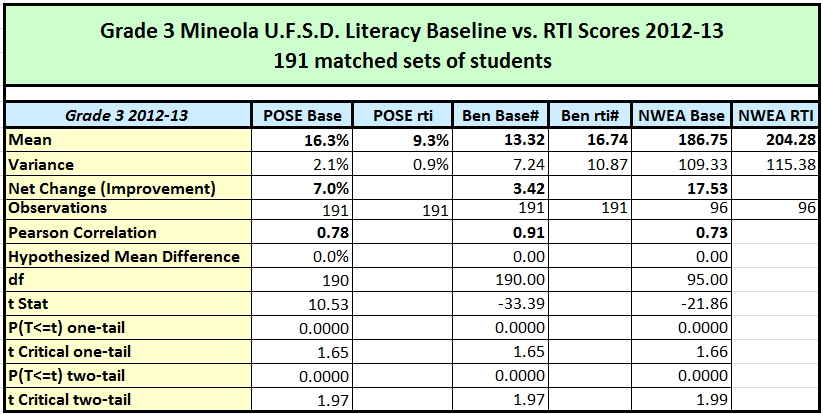 Grade 3 Mineola U.F.S.D. Literacy Baseline vs. RTI Scores 2012-13
191 matched sets of students
Grade 3 2012-13 POSE Base POSE rti Ben Base# Ben rti# NWEA Base NWEA RTI
Mean 16.3% 9.3% 13.32 16.74 186.75 204.28
Variance 2.1% 0.9% 7.24 10.87 109.33 115.38
Net Change (Improvement) 7.0% 3.42 17.53
Observations 191 191 191 191 96 96
Pearson Correlation 0.78 0.91 0.73
Hypothesized Mean Difference 0.0% 0.00 0.00
df 190 190.00 95.00
t Stat 10.53 -33.39 -21.86
P(T<=t) one-tail 0.0000 0.0000 0.0000
t Critical one-tail 1.65 1.65 1.66
P(T<=t) two-tail 0.0000 0.0000 0.0000
t Critical two-tail 1.97 1.97 1.99